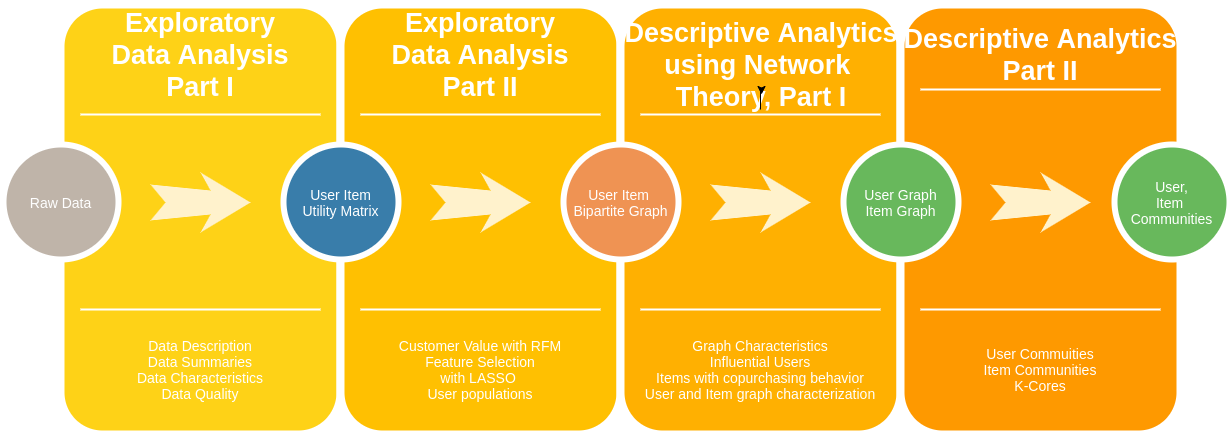 Exploratory
Data Analysis
Part I
Exploratory
Data Analysis
Part II
Descriptive Analytics
using Network
Theory, Part I
Descriptive Analytics
Part II
Raw Data
User Item
Utility Matrix
User Item
Bipartite Graph
User Graph
Item Graph
User,
Item
Communities
Data Description
Data Summaries
Data Characteristics
Data Quality
Customer Value with RFM
Feature Selection
with LASSO
User populations
Graph Characteristics
Influential Users
Items with copurchasing behavior
User and Item graph characterization
User Commuities
Item Communities
K-Cores